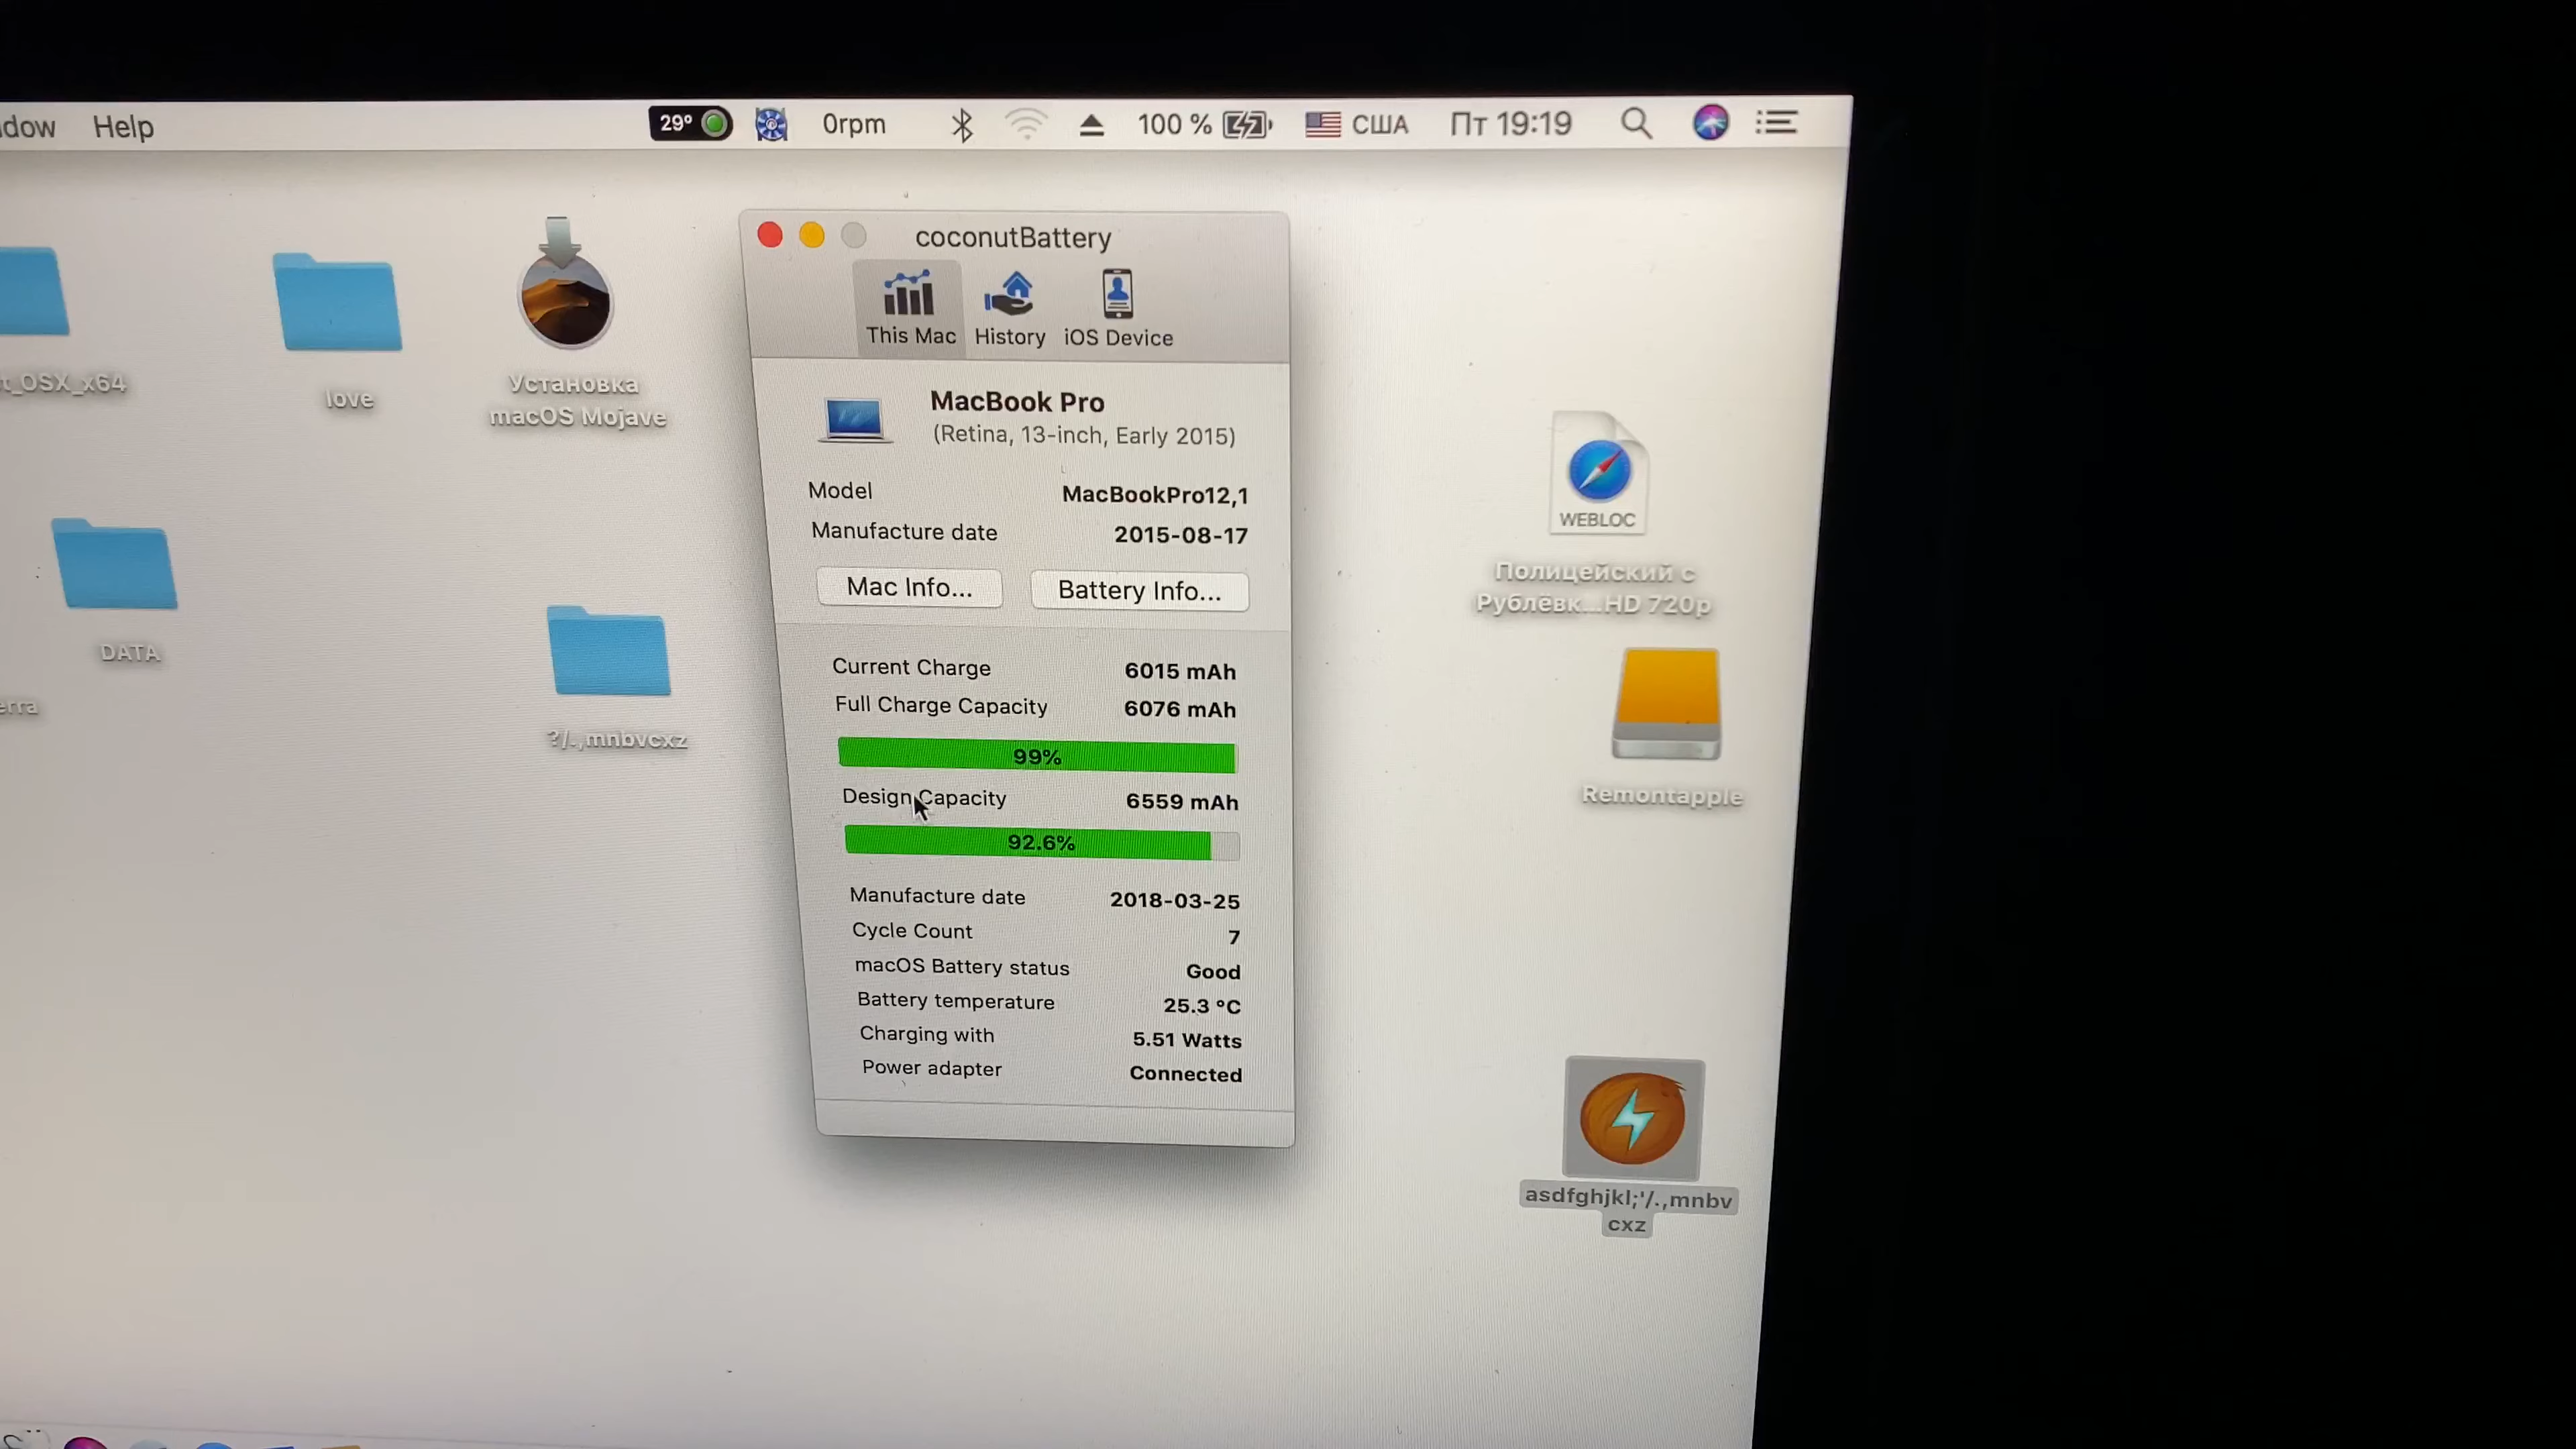 dow Help 29° 0rpm 100 % США Пт 19:19
coconutBattery
This Mac History iOS Device
MacBook Pro
(Retina, 13-inch, Early 2015)
Model MacBookPro12,1
Manufacture date 2015-08-17
Mac Info... Battery Info...
Current Charge 6015 mAh
Full Charge Capacity 6076 mAh
99%
Design Capacity 6559 mAh
92.6%
Manufacture date 2018-03-25
Cycle Count 7
macOS Battery status Good
Battery temperature 25.3 °C
Charging with 5.51 Watts
Power adapter Connected
t_OSX_x64
love
Установка
macOS Mojave
DATA
erra
?/.,mnbvcxz
WEBLOC
Полицейский с
Рублёвк...HD 720p
Remontapple
asdfghjkl;'/.,mnbv
cxz